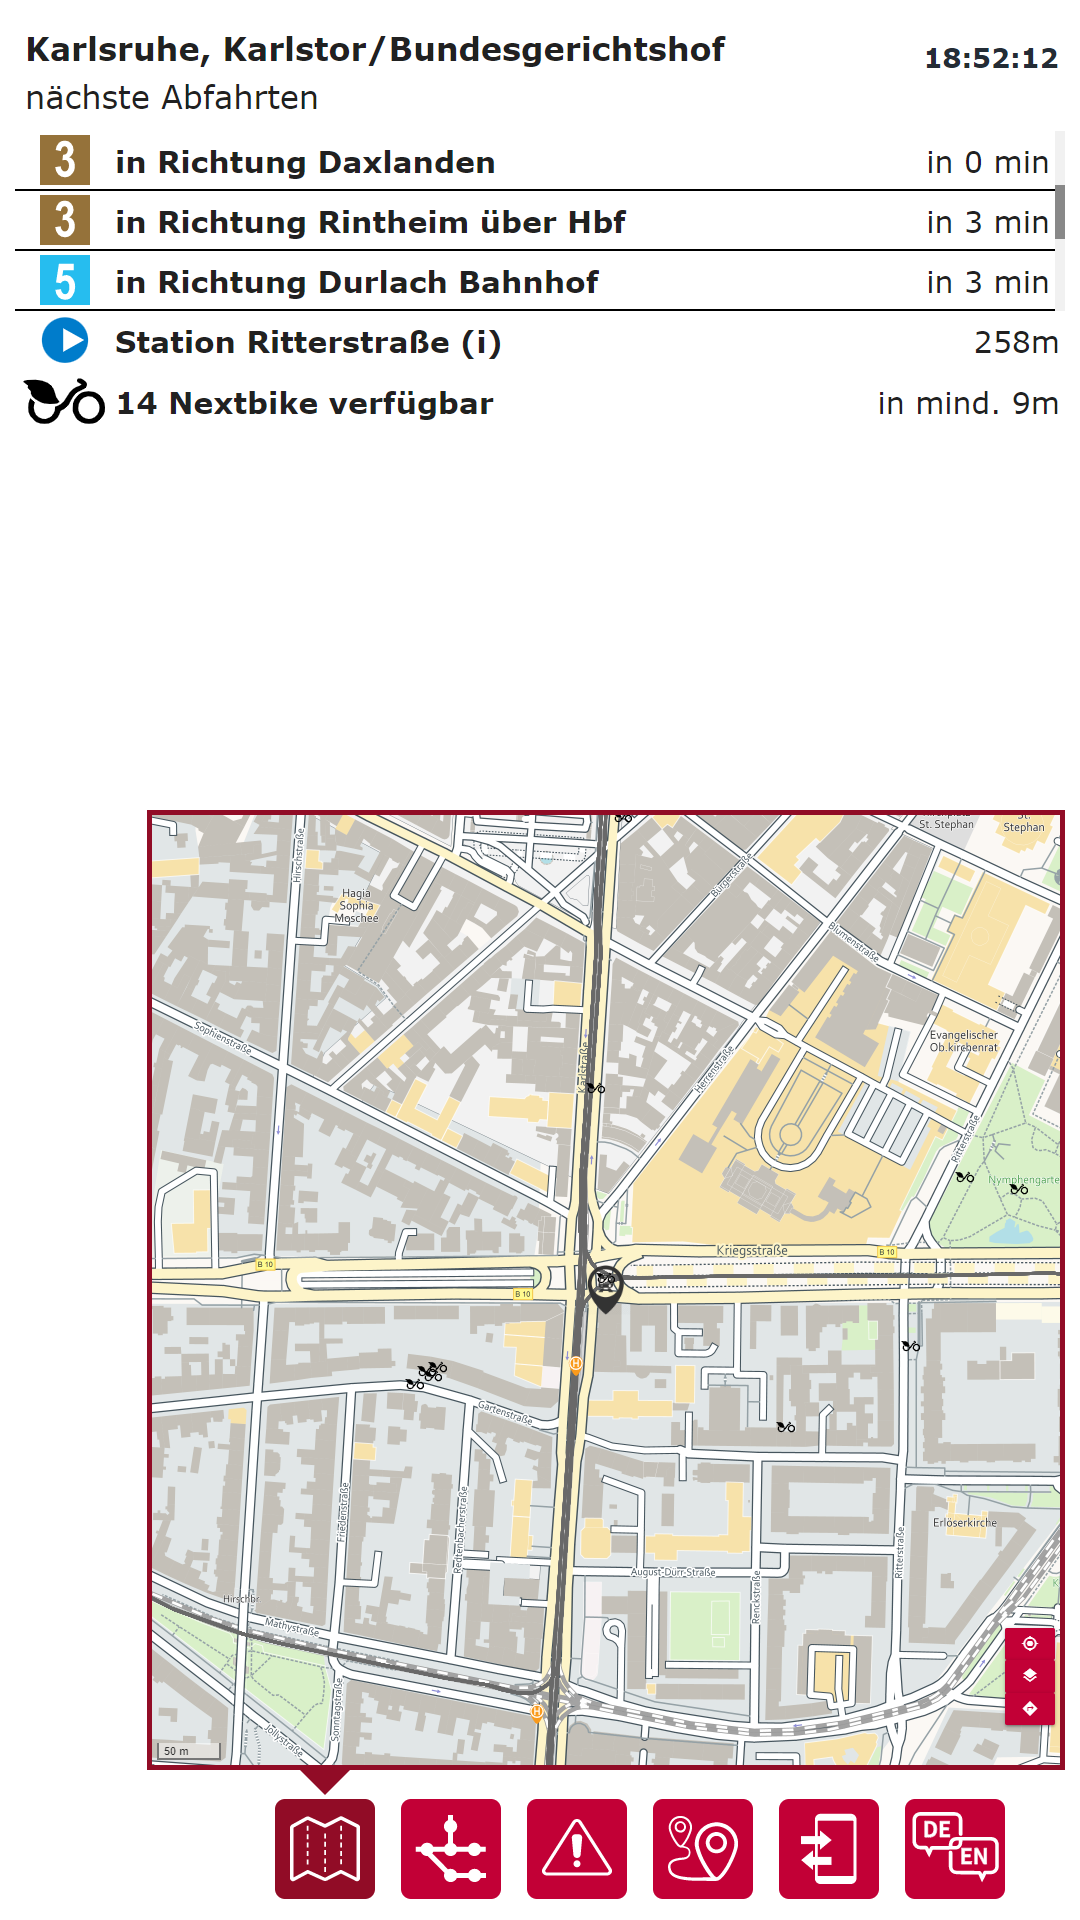 Karlsruhe, Karlstor/Bundesgerichtshof
18:52:12
nächste Abfahrten
3 in Richtung Daxlanden in 0 min
3 in Richtung Rintheim über Hbf in 3 min
5 in Richtung Durlach Bahnhof in 3 min
Station Ritterstraße (i) 258m
14 Nextbike verfügbar in mind. 9m
St. Stephan
St.
Stephan
Hirschstraße
Bürgerstraße
Hagia
Sophia
Moschee
Blumenstraße
Sophienstraße
Evangelischer
Ob.kirchenrat
Karlstraße
Herrenstraße
Ritterstraße
Nymphengarte
Kriegsstraße
B 10
B 10
B 10
H
Gartenstraße
Friedenstraße
Redtenbacherstraße
Erlöserkirche
Ritterstraße
August-Dürr-Straße
Renckstraße
Hirschbr
Mathystraße
Sonntagstraße
H
Jollystraße
50 m
DE
EN